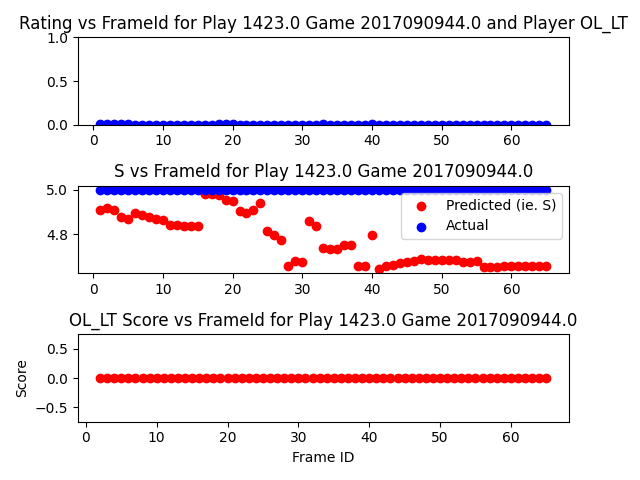 Rating vs FrameId for Play 1423.0 Game 2017090944.0 and Player OL_LT
1.0
0.5
0.0
0 10 20 30 40 50 60
S vs FrameId for Play 1423.0 Game 2017090944.0
5.0
4.8
Predicted (ie. S)
Actual
0 10 20 30 40 50 60
OL_LT Score vs FrameId for Play 1423.0 Game 2017090944.0
Score
0.5
0.0
−0.5
0 10 20 30 40 50 60
Frame ID